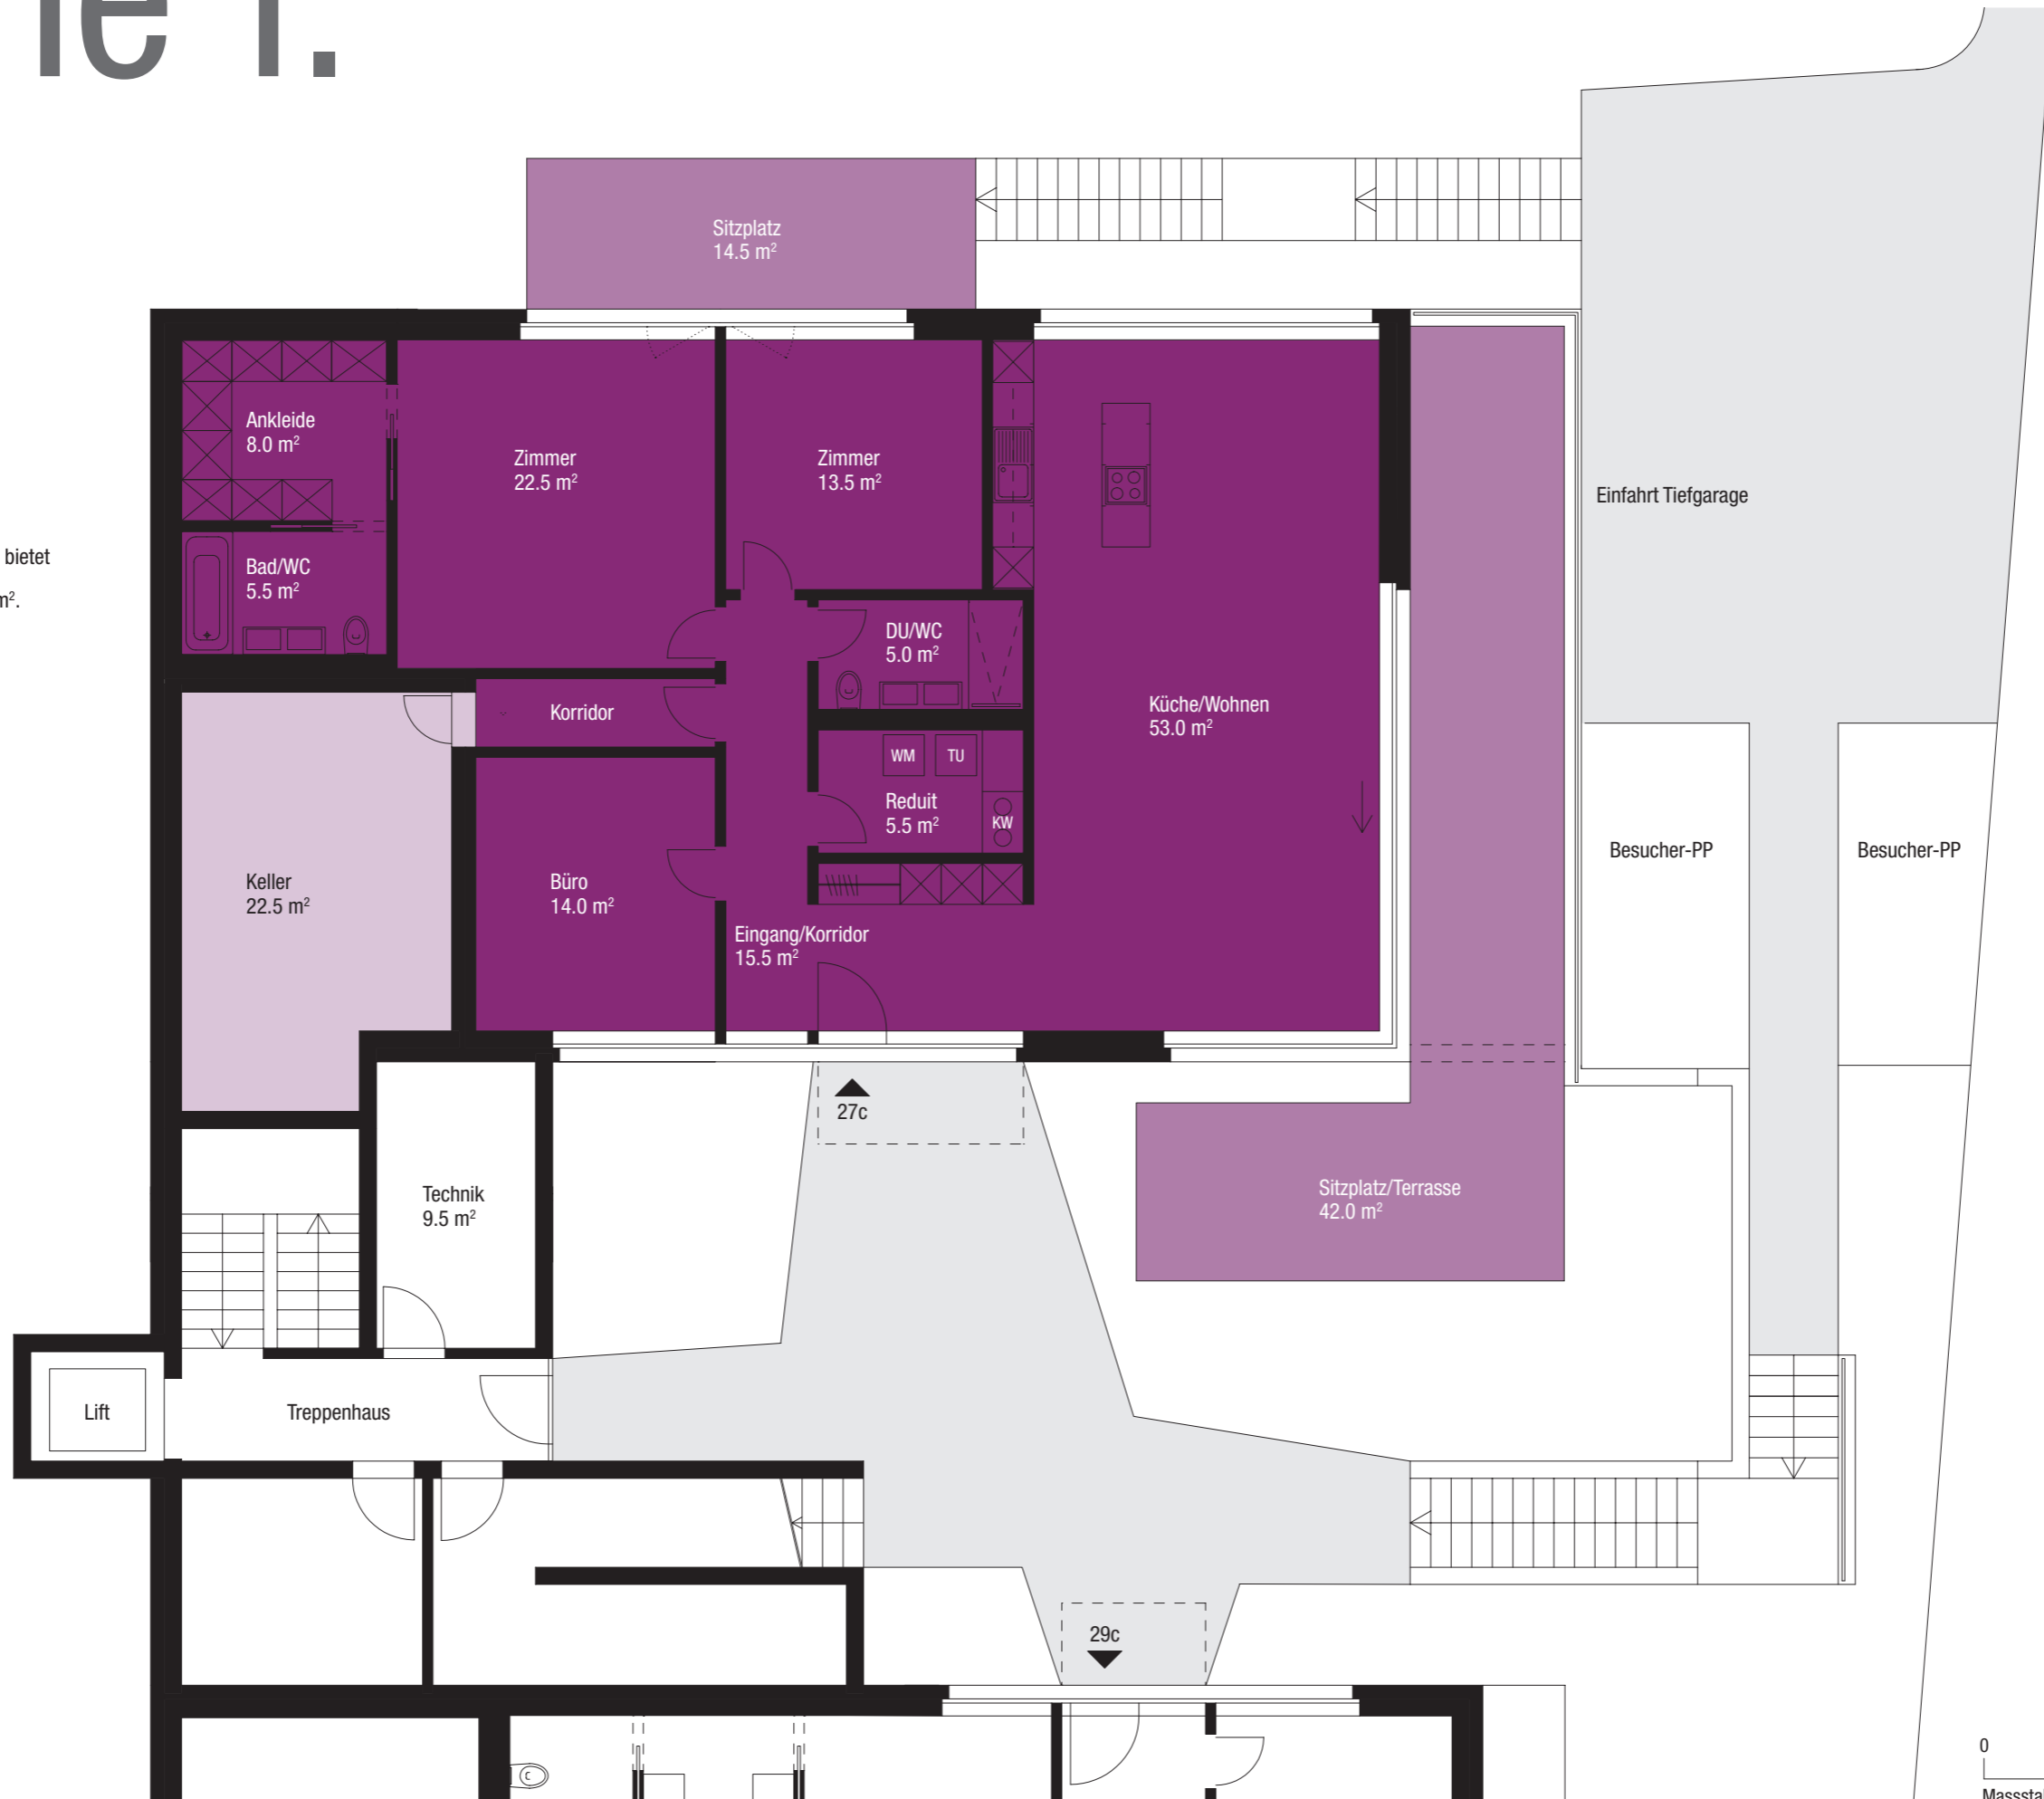 1.
bietet
m².
Sitzplatz
14.5 m²
Ankleide
8.0 m²
Zimmer
22.5 m²
Zimmer
13.5 m²
Einfahrt Tiefgarage
Bad/WC
5.5 m²
DU/WC
5.0 m²
Korridor
Küche/Wohnen
53.0 m²
WM
TU
Reduit
5.5 m²
KW
Besucher-PP
Besucher-PP
Keller
22.5 m²
Büro
14.0 m²
Eingang/Korridor
15.5 m²
27c
Technik
9.5 m²
Sitzplatz/Terrasse
42.0 m²
Lift
Treppenhaus
29c
0